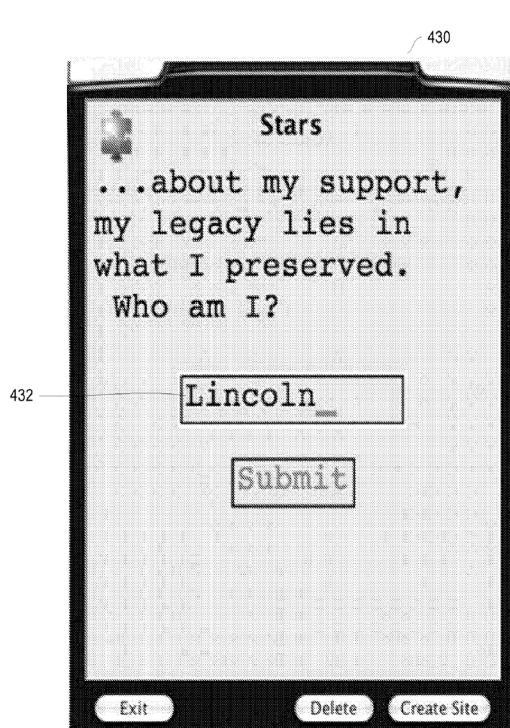 430
Stars
...about my support,
my legacy lies in
what I preserved.
Who am I?
432
Lincoln_
Submit
Exit
Delete
Create Site